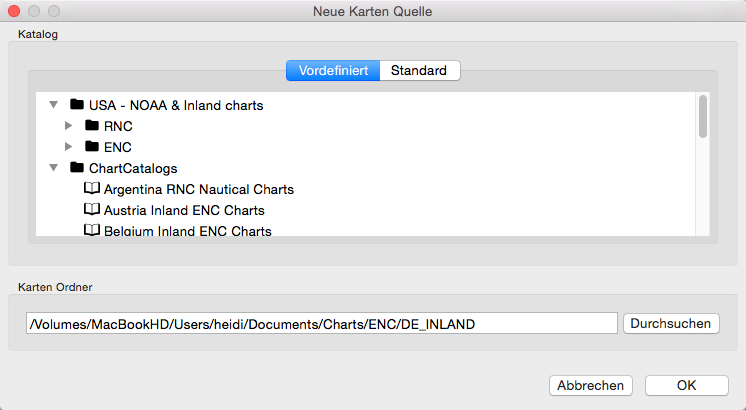 Neue Karten Quelle
Katalog
Vordefiniert Standard
USA - NOAA & Inland charts
RNC
ENC
ChartCatalogs
Argentina RNC Nautical Charts
Austria Inland ENC Charts
Belgium Inland ENC Charts
Karten Ordner
/Volumes/MacBookHD/Users/heidi/Documents/Charts/ENC/DE_INLAND Durchsuchen
Abbrechen OK